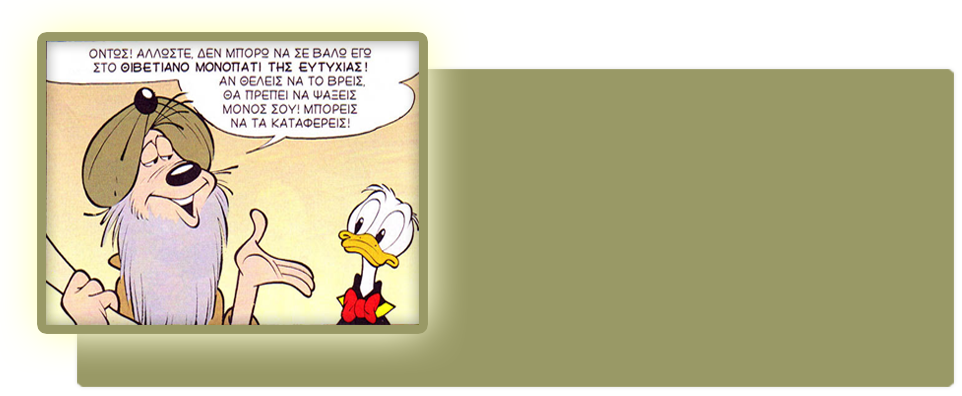 ΟΝΤΩΣ! ΑΛΛΩΣΤΕ, ΔΕΝ ΜΠΟΡΩ ΝΑ ΣΕ ΒΑΛΩ ΕΓΩ
ΣΤΟ ΘΙΒΕΤΙΑΝΟ ΜΟΝΟΠΑΤΙ ΤΗΣ ΕΥΤΥΧΙΑΣ!
ΑΝ ΘΕΛΕΙΣ ΝΑ ΤΟ ΒΡΕΙΣ,
ΘΑ ΠΡΕΠΕΙ ΝΑ ΨΑΞΕΙΣ
ΜΟΝΟΣ ΣΟΥ! ΜΠΟΡΕΙΣ
ΝΑ ΤΑ ΚΑΤΑΦΕΡΕΙΣ!